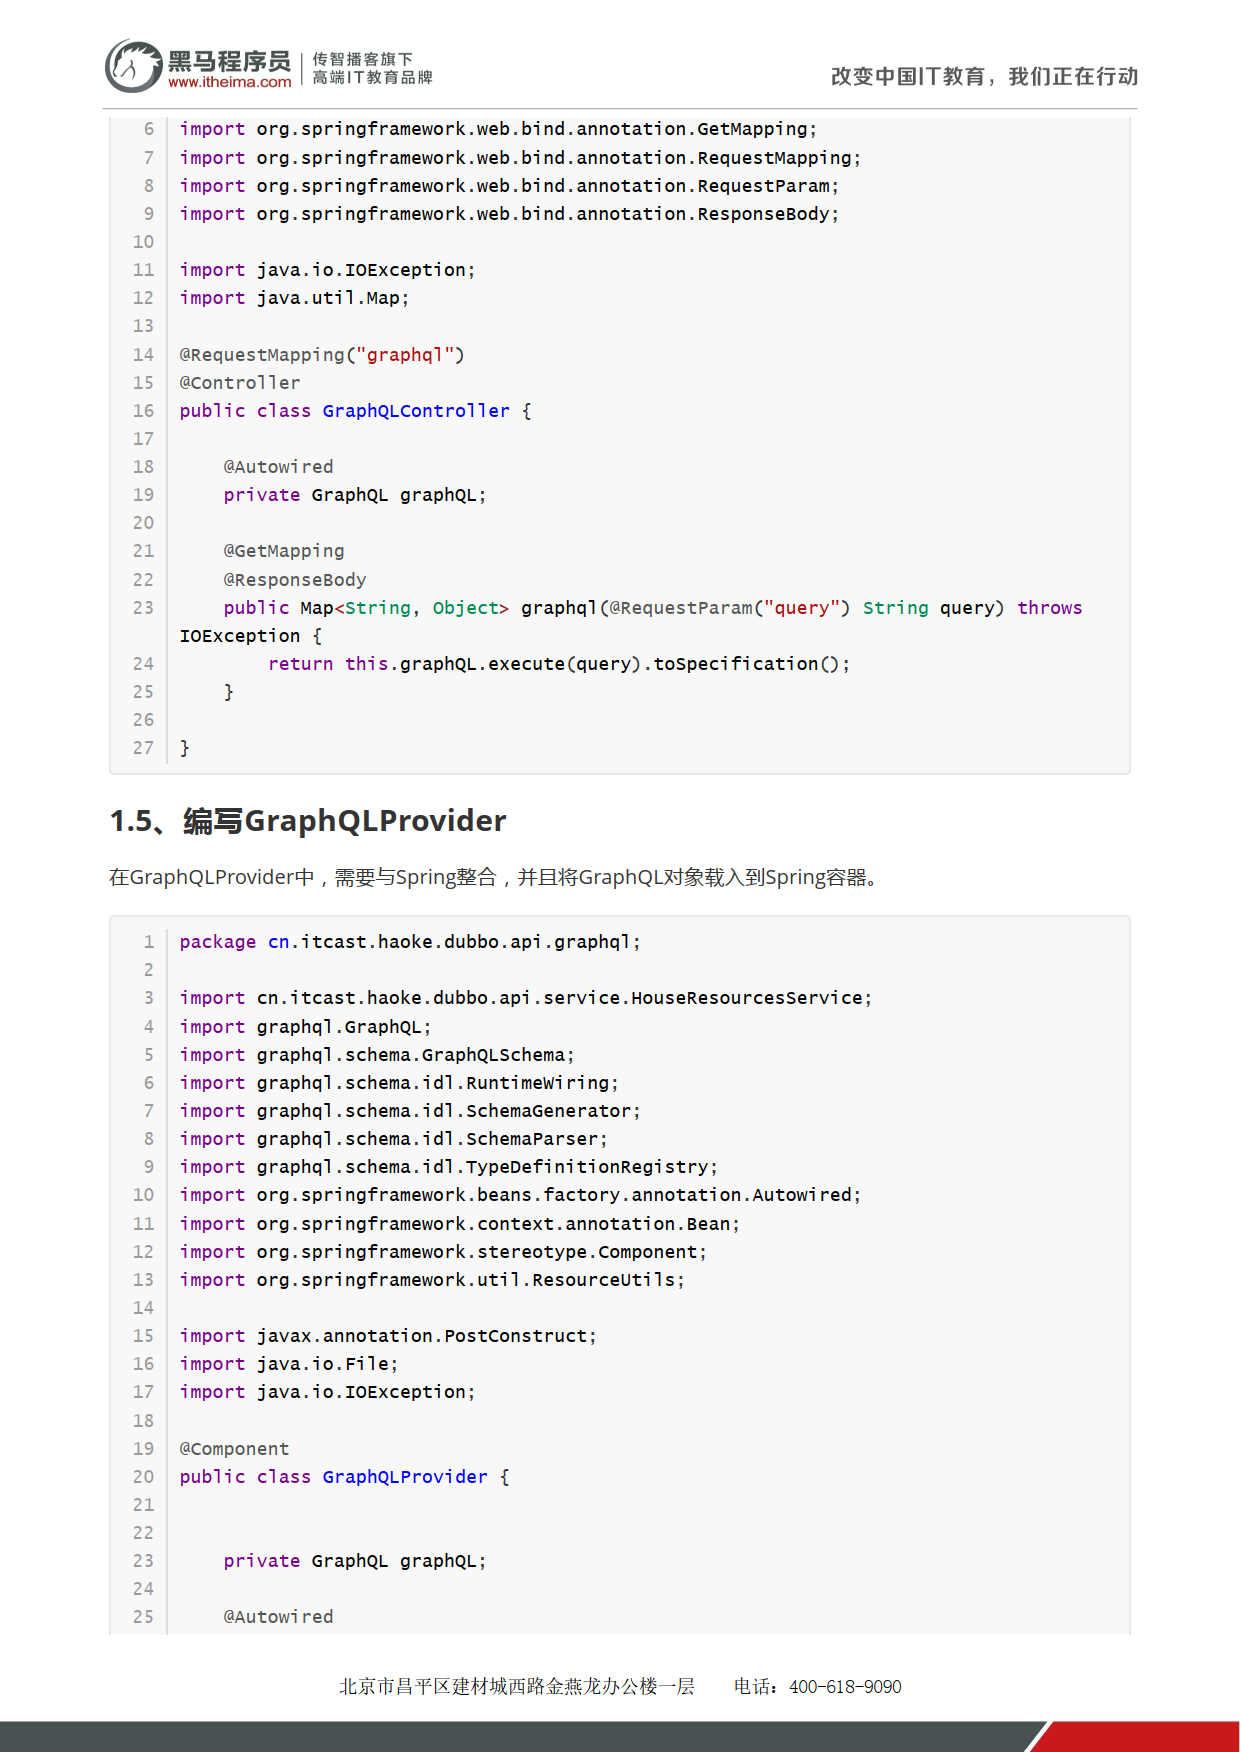 黑马程序员
www.itheima.com
传智播客旗下
高端IT教育品牌
改变中国IT教育，我们正在行动
6 import org.springframework.web.bind.annotation.GetMapping;
7 import org.springframework.web.bind.annotation.RequestMapping;
8 import org.springframework.web.bind.annotation.RequestParam;
9 import org.springframework.web.bind.annotation.ResponseBody;
10
11 import java.io.IOException;
12 import java.util.Map;
13
14 @RequestMapping("graphql")
15 @Controller
16 public class GraphQLController {
17
18     @Autowired
19     private GraphQL graphQL;
20
21     @GetMapping
22     @ResponseBody
23     public Map<String, Object> graphql(@RequestParam("query") String query) throws
IOException {
24         return this.graphQL.execute(query).toSpecification();
25     }
26
27 }
1.5、编写GraphQLProvider
在GraphQLProvider中，需要与Spring整合，并且将GraphQL对象载入到Spring容器。
1 package cn.itcast.haoke.dubbo.api.graphql;
2
3 import cn.itcast.haoke.dubbo.api.service.HouseResourcesService;
4 import graphql.GraphQL;
5 import graphql.schema.GraphQLSchema;
6 import graphql.schema.idl.RuntimeWiring;
7 import graphql.schema.idl.SchemaGenerator;
8 import graphql.schema.idl.SchemaParser;
9 import graphql.schema.idl.TypeDefinitionRegistry;
10 import org.springframework.beans.factory.annotation.Autowired;
11 import org.springframework.context.annotation.Bean;
12 import org.springframework.stereotype.Component;
13 import org.springframework.util.ResourceUtils;
14
15 import javax.annotation.PostConstruct;
16 import java.io.File;
17 import java.io.IOException;
18
19 @Component
20 public class GraphQLProvider {
21
22
23     private GraphQL graphQL;
24
25     @Autowired
北京市昌平区建材城西路金燕龙办公楼一层 电话：400-618-9090